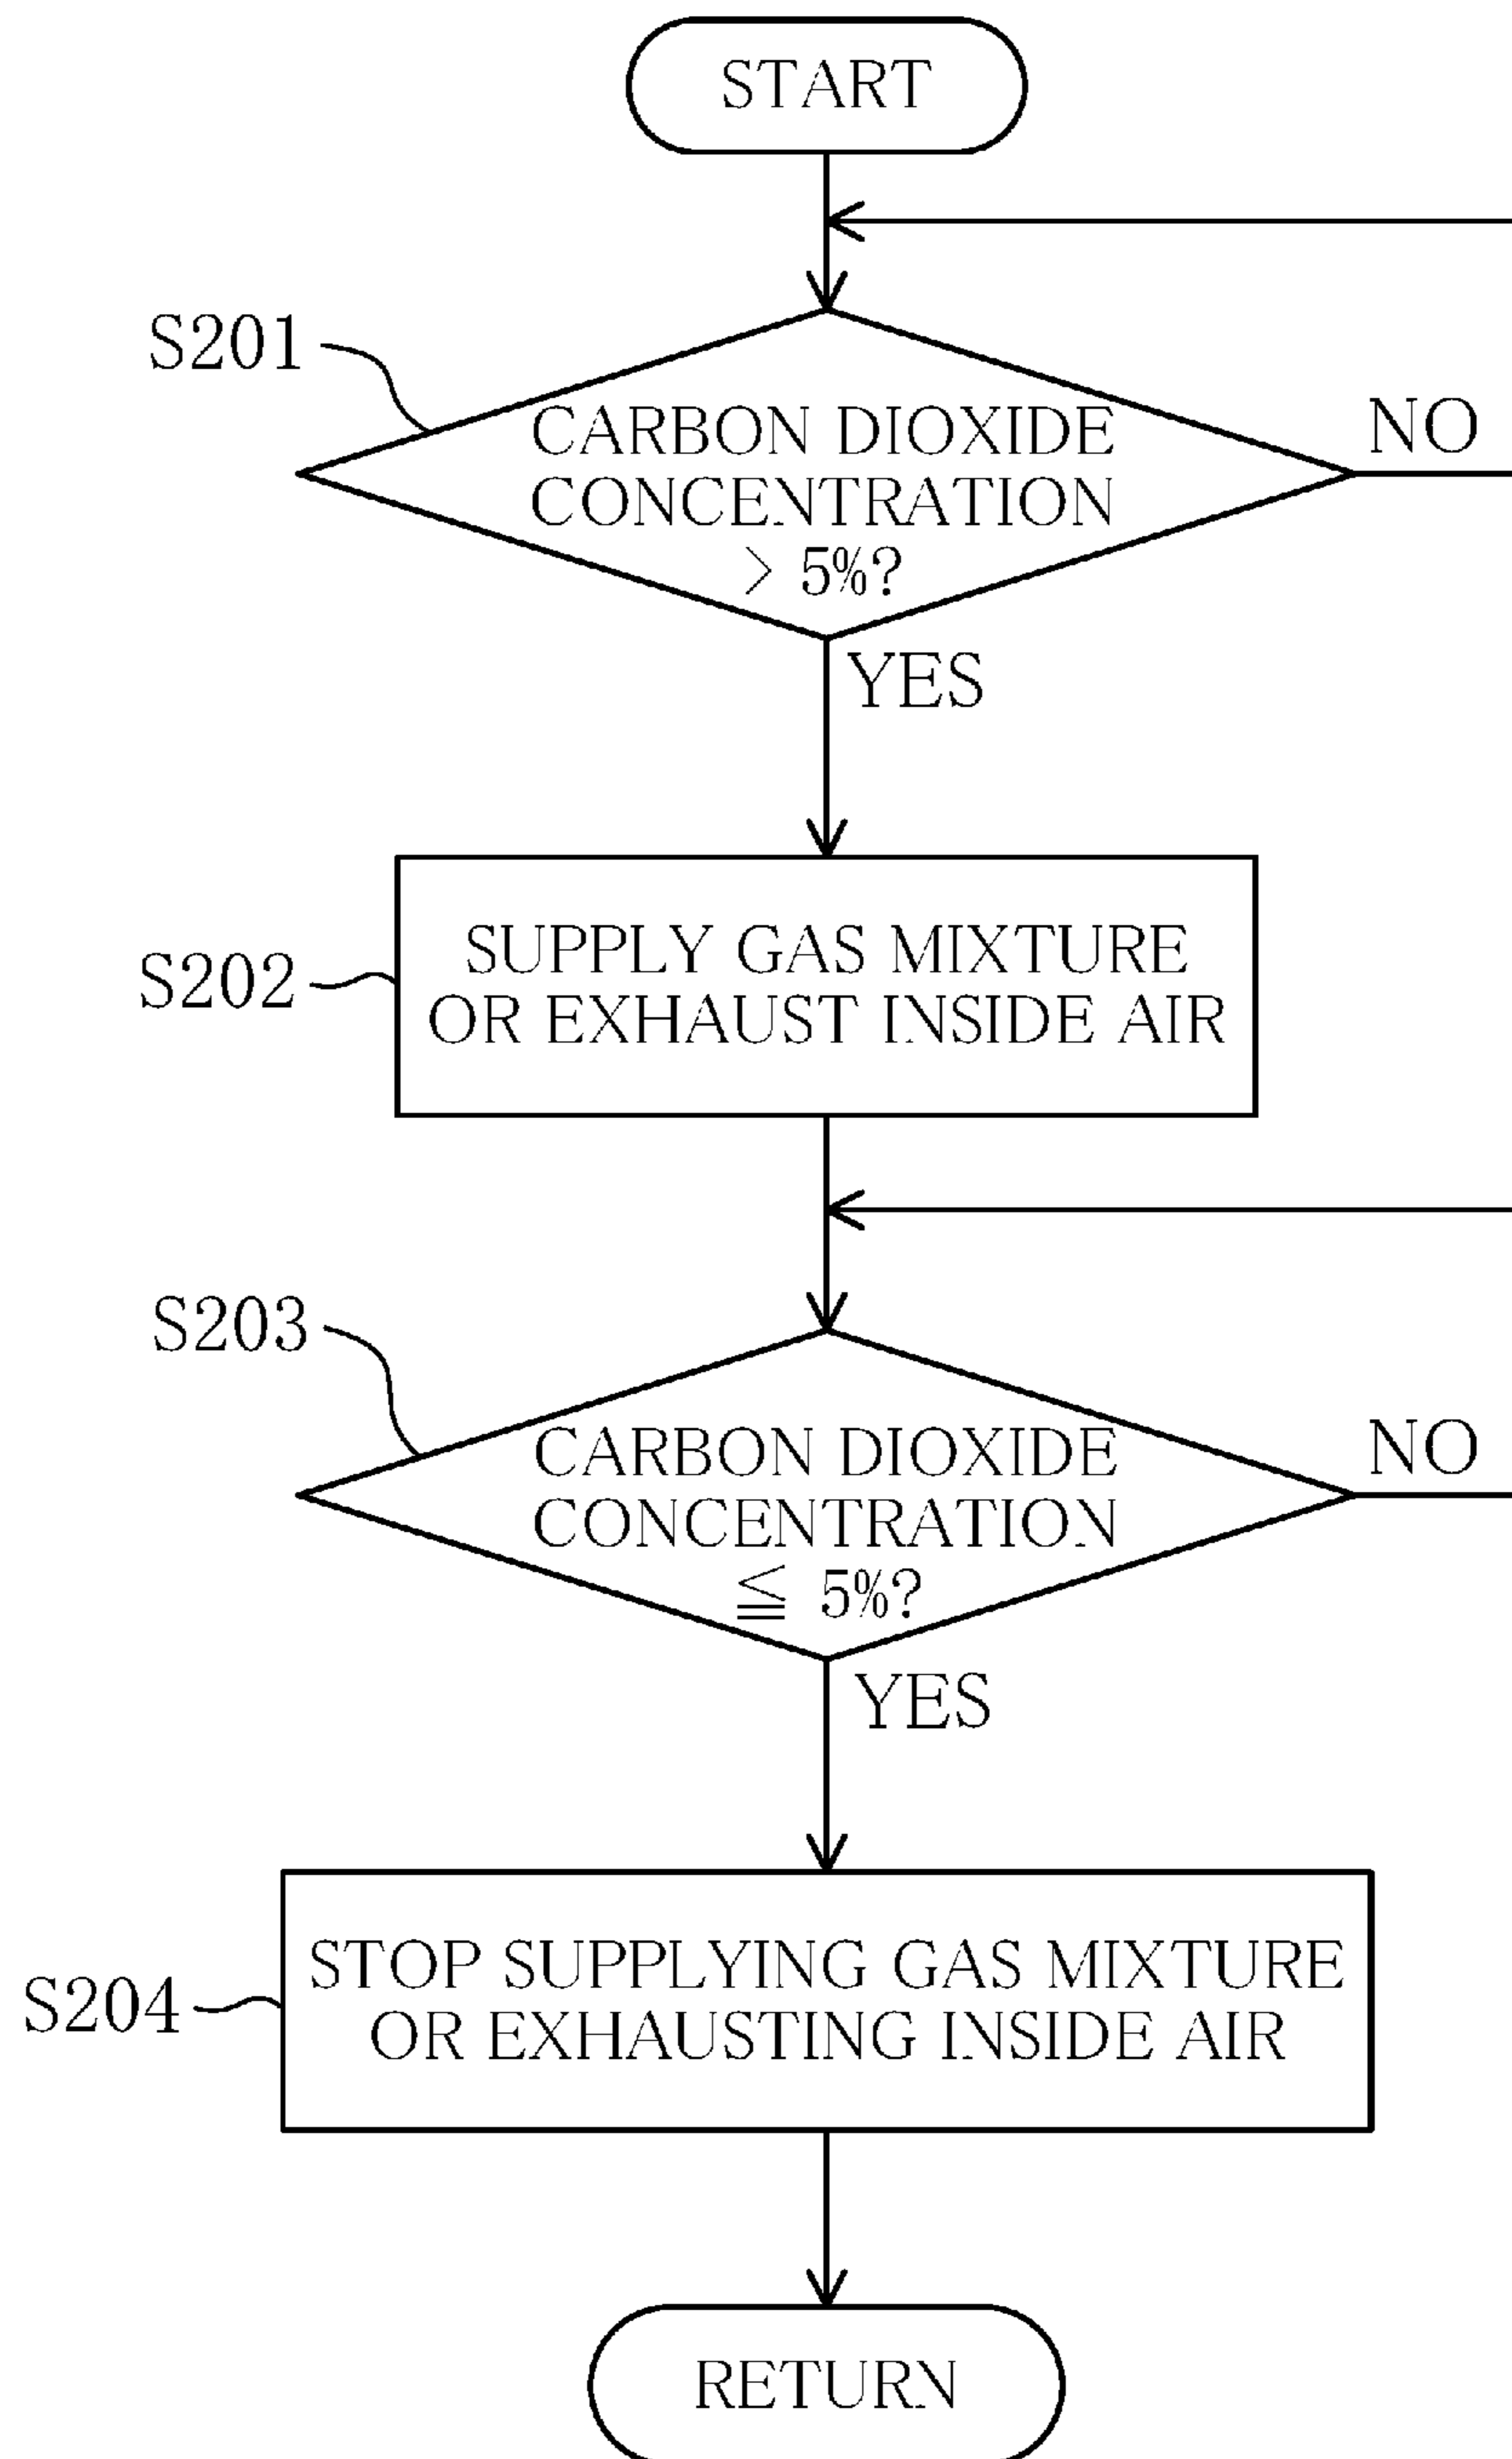 START
S201
CARBON DIOXIDE
CONCENTRATION
> 5%?
NO
YES
S202
SUPPLY GAS MIXTURE
OR EXHAUST INSIDE AIR
S203
CARBON DIOXIDE
CONCENTRATION
≦ 5%?
NO
YES
S204
STOP SUPPLYING GAS MIXTURE
OR EXHAUSTING INSIDE AIR
RETURN